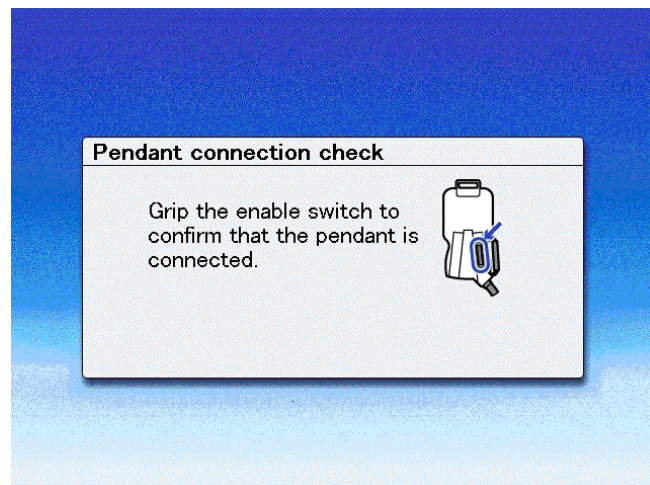 Pendant connection check
Grip the enable switch to
confirm that the pendant is
connected.